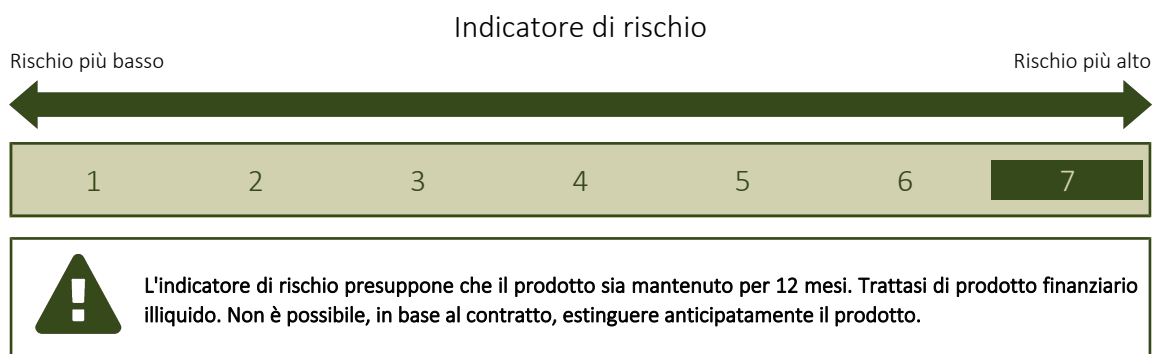 Indicatore di rischio
Rischio più basso
Rischio più alto
1 2 3 4 5 6 7
L'indicatore di rischio presuppone che il prodotto sia mantenuto per 12 mesi. Trattasi di prodotto finanziario
illiquido. Non è possibile, in base al contratto, estinguere anticipatamente il prodotto.